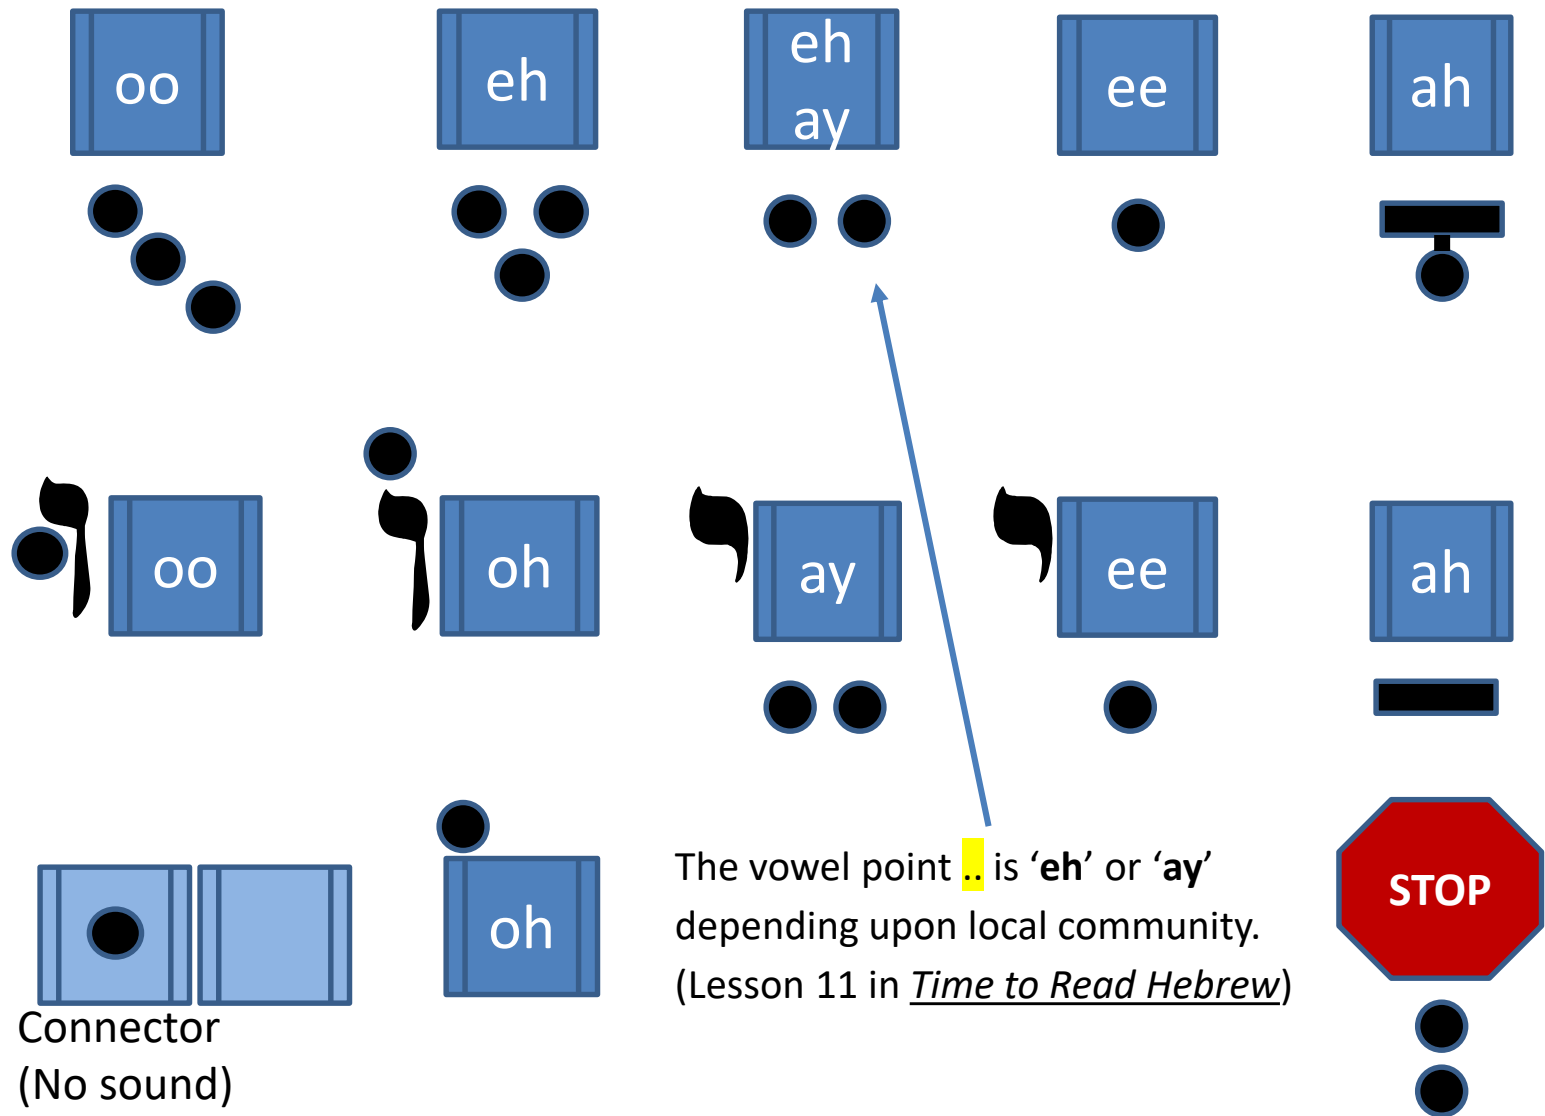 oo
eh
eh
ay
ee
ah
וּ
oo
וֹ
oh
י
ay
י
ee
ah
oh
The vowel point .. is ‘eh’ or ‘ay’
depending upon local community.
(Lesson 11 in Time to Read Hebrew)
STOP
Connector
(No sound)